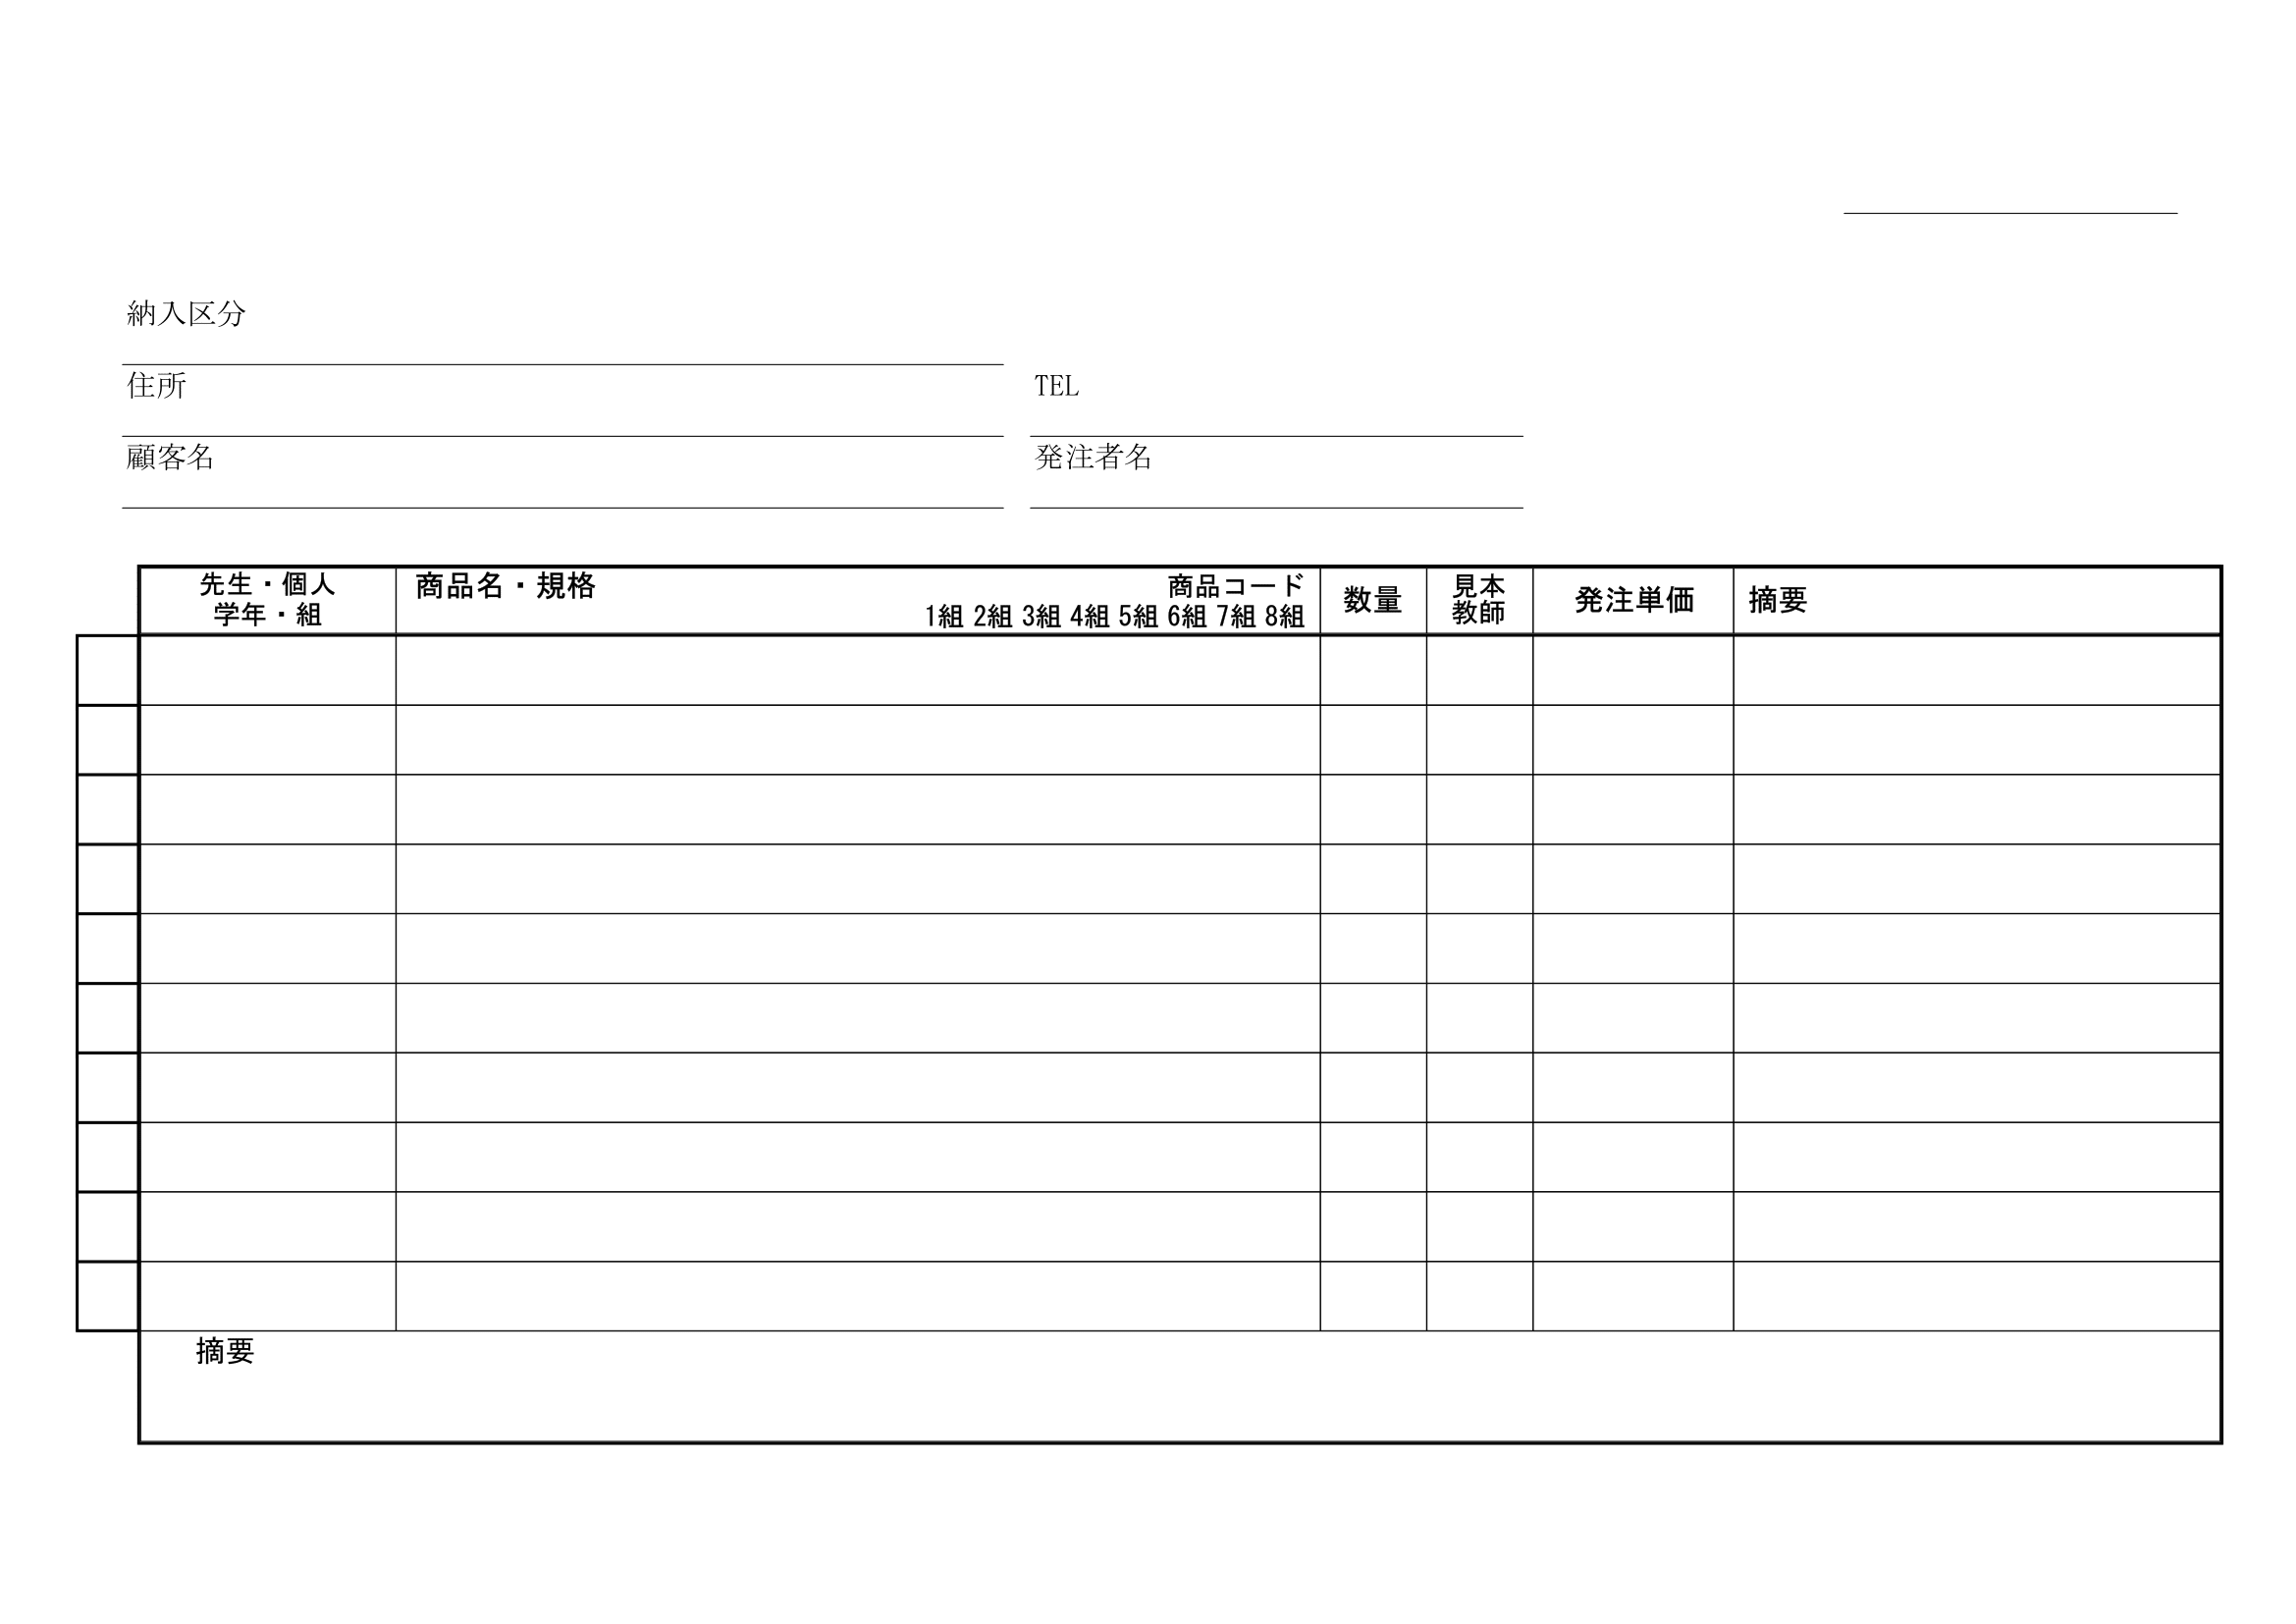 納入区分
住所 TEL
顧客名 発注者名
先生・個人 商品名・規格 商品コード 数量 見本 発注単価 摘要
学年・組 1組 2組 3組 4組 5組 6組 7組 8組 教師
摘要